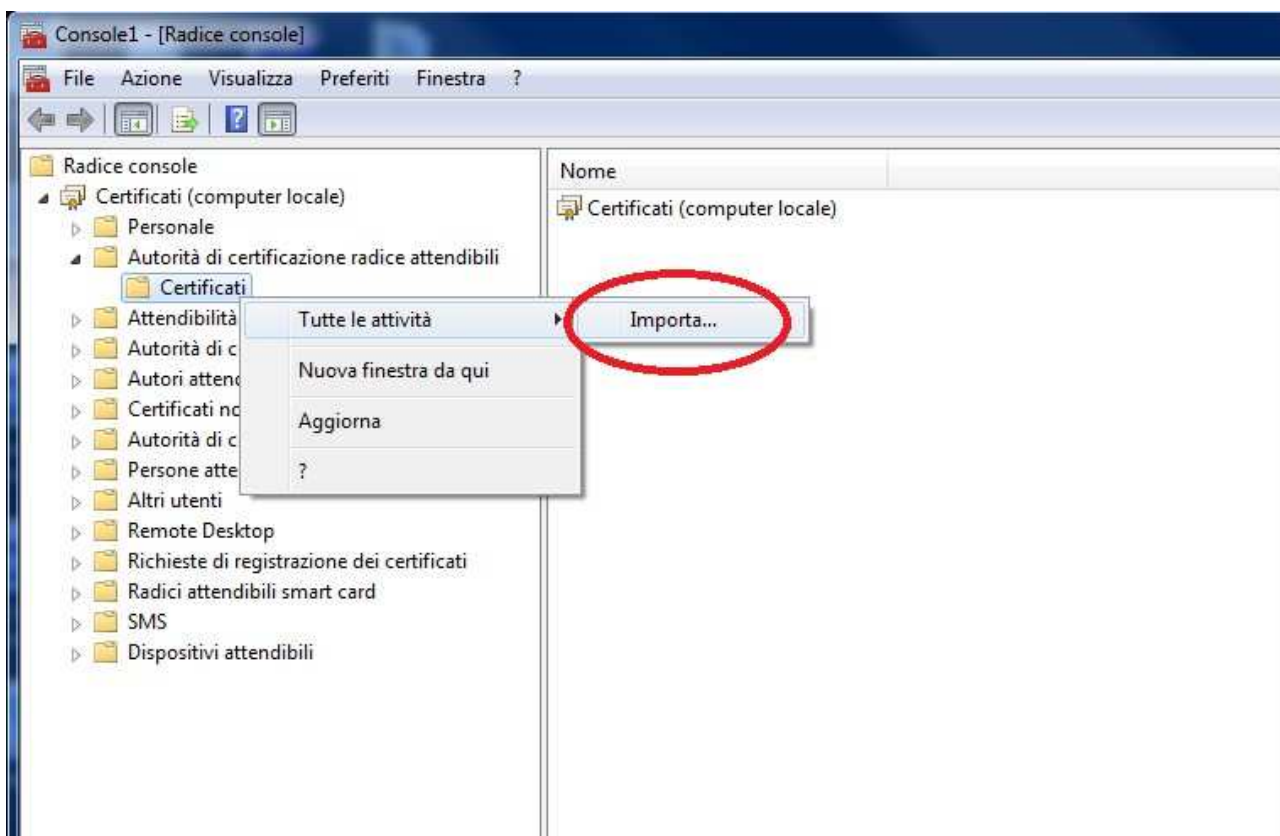 Console1 - [Radice console]
File Azione Visualizza Preferiti Finestra ?
Radice console
Nome
Certificati (computer locale)
Certificati (computer locale)
Personale
Autorità di certificazione radice attendibili
Certificati
Attendibilità
Tutte le attività
Importa...
Autorità di c
Autori attend
Nuova finestra da qui
Certificati no
Aggiorna
Autorità di c
Persone atte
?
Altri utenti
Remote Desktop
Richieste di registrazione dei certificati
Radici attendibili smart card
SMS
Dispositivi attendibili